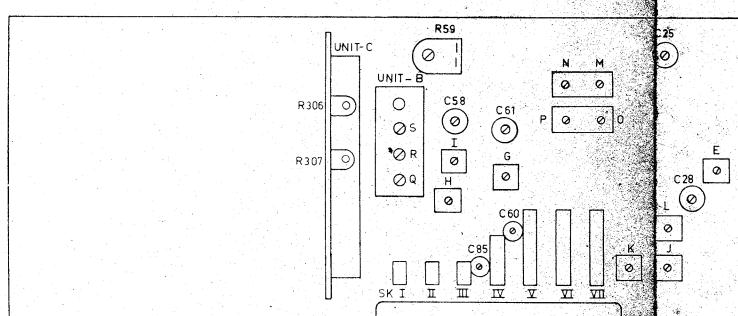 R59
C25
UNIT-C
N M
UNIT-B
R306
C58
C61
S
P O
I
E
R307
R
G
Q
H
C28
C60
L
C85
K J
SK I II III IV V VI VII